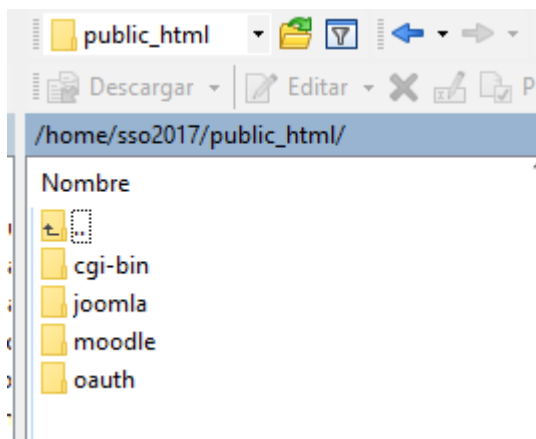 public_html
Descargar Editar
/home/sso2017/public_html/
Nombre
..
cgi-bin
joomla
moodle
oauth